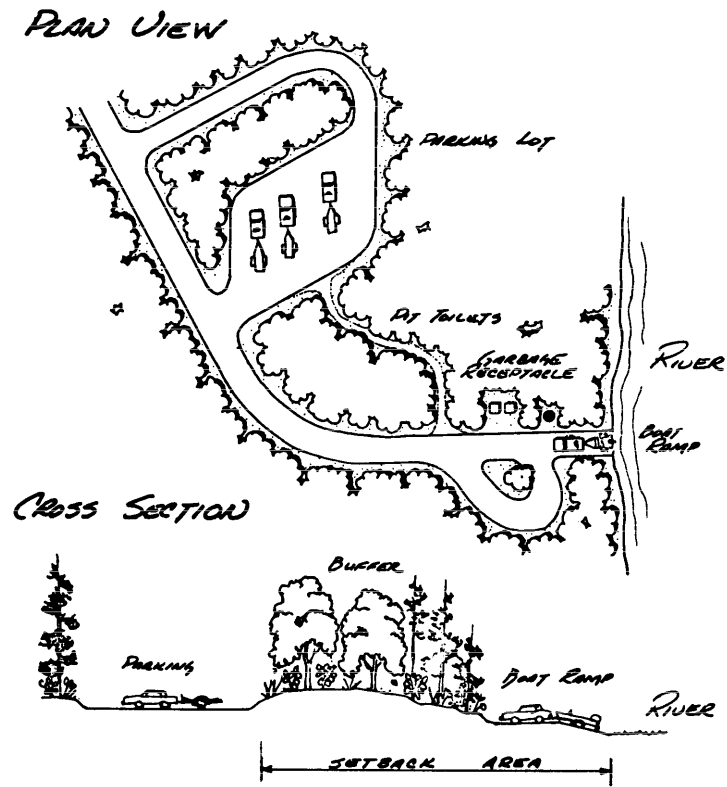 PLAN VIEW
PARKING LOT
PIT TOILETS
GARBAGE
RECEPTACLE
RIVER
BOAT
RAMP
CROSS SECTION
BUFFER
PARKING
BOAT RAMP
RIVER
SETBACK AREA